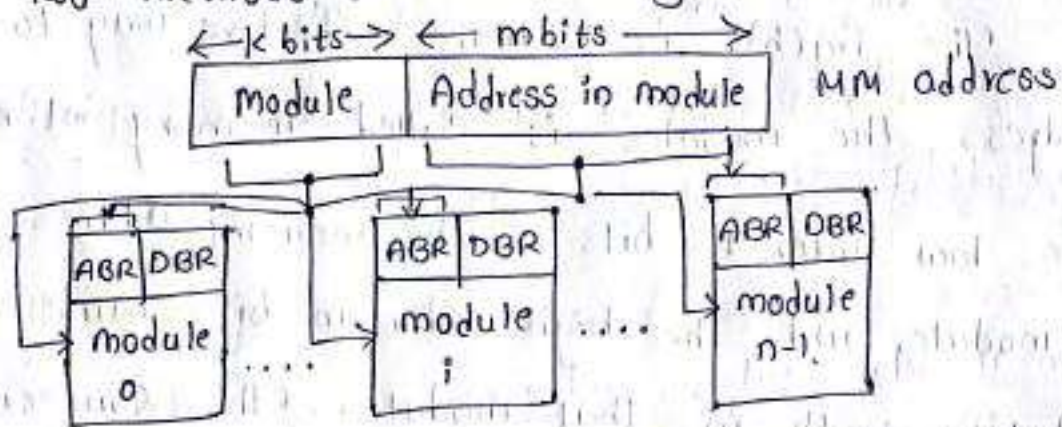 k bits m bits
module Address in module MM address
ABR DBR ABR DBR ABR DBR
module module module
0 .... i .... n-1.